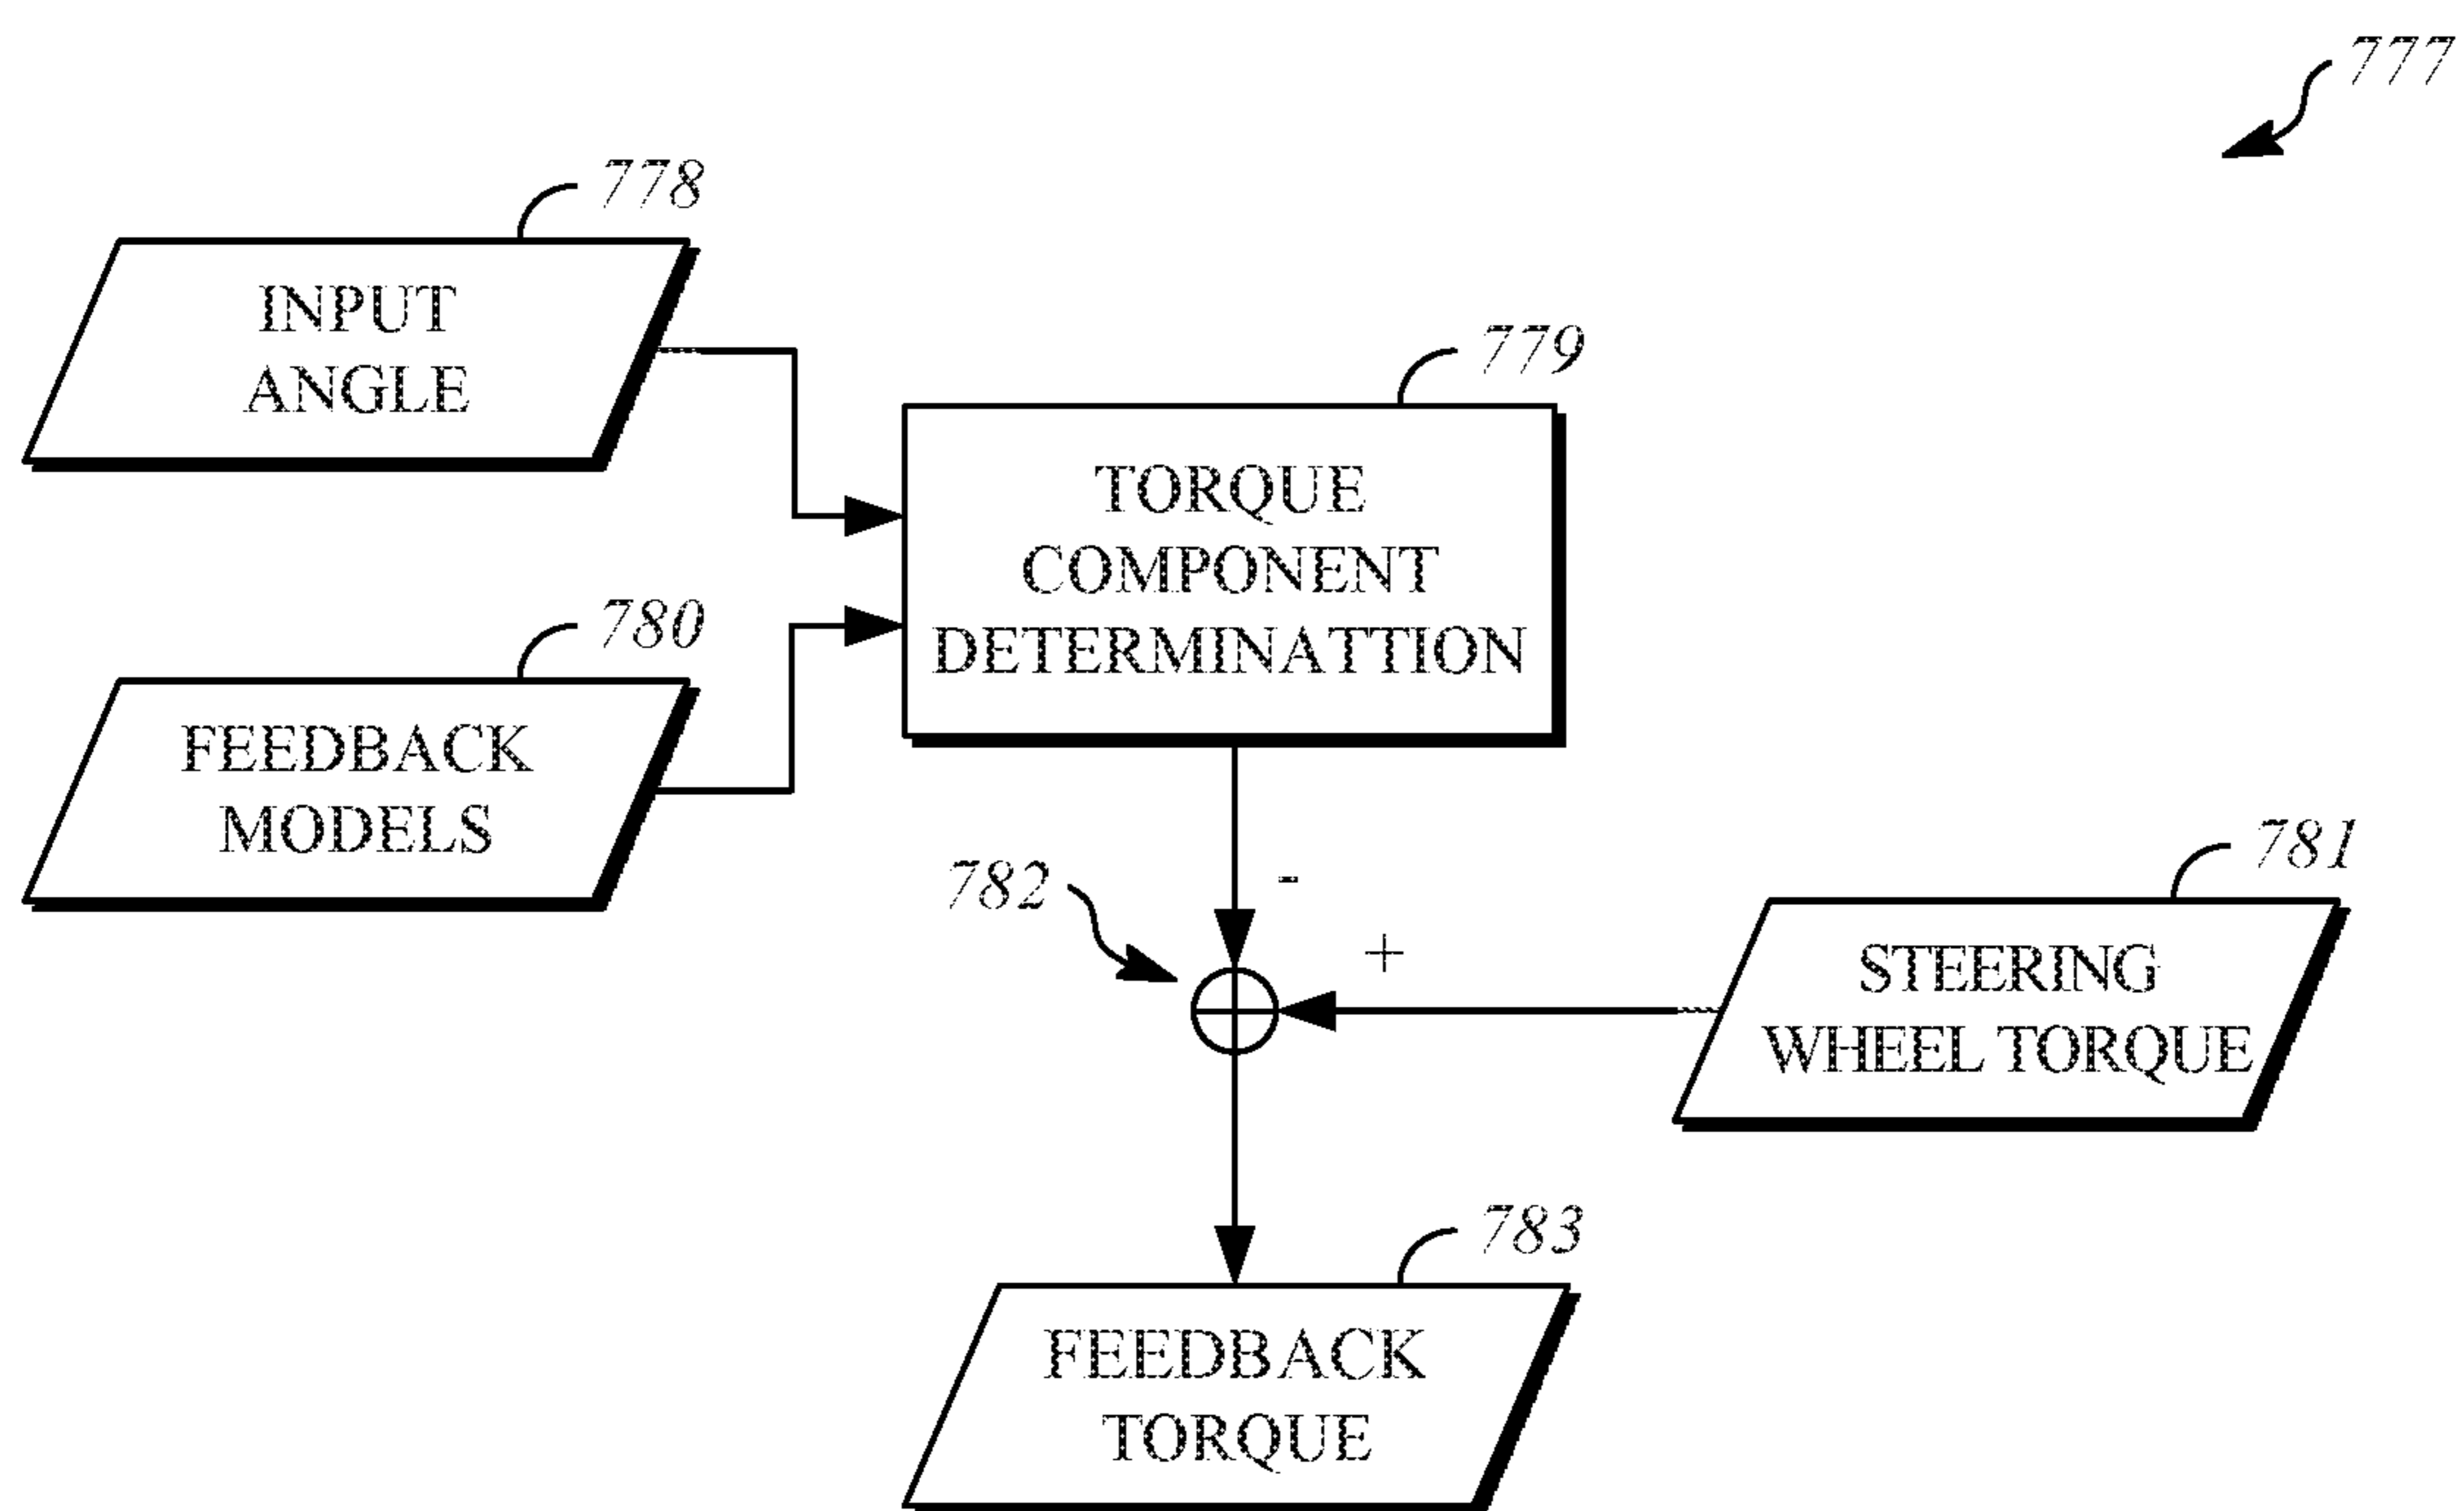 777
778
INPUT
ANGLE
779
TORQUE
COMPONENT
DETERMINATTION
780
FEEDBACK
MODELS
782
-
+
781
STEERING
WHEEL TORQUE
783
FEEDBACK
TORQUE